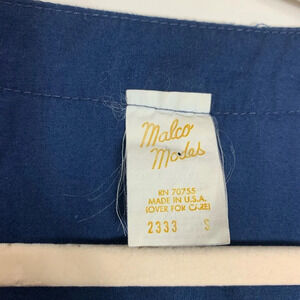 Malco
Modes
RN 70755
MADE IN U.S.A.
(OVER FOR CARE)
2333 S